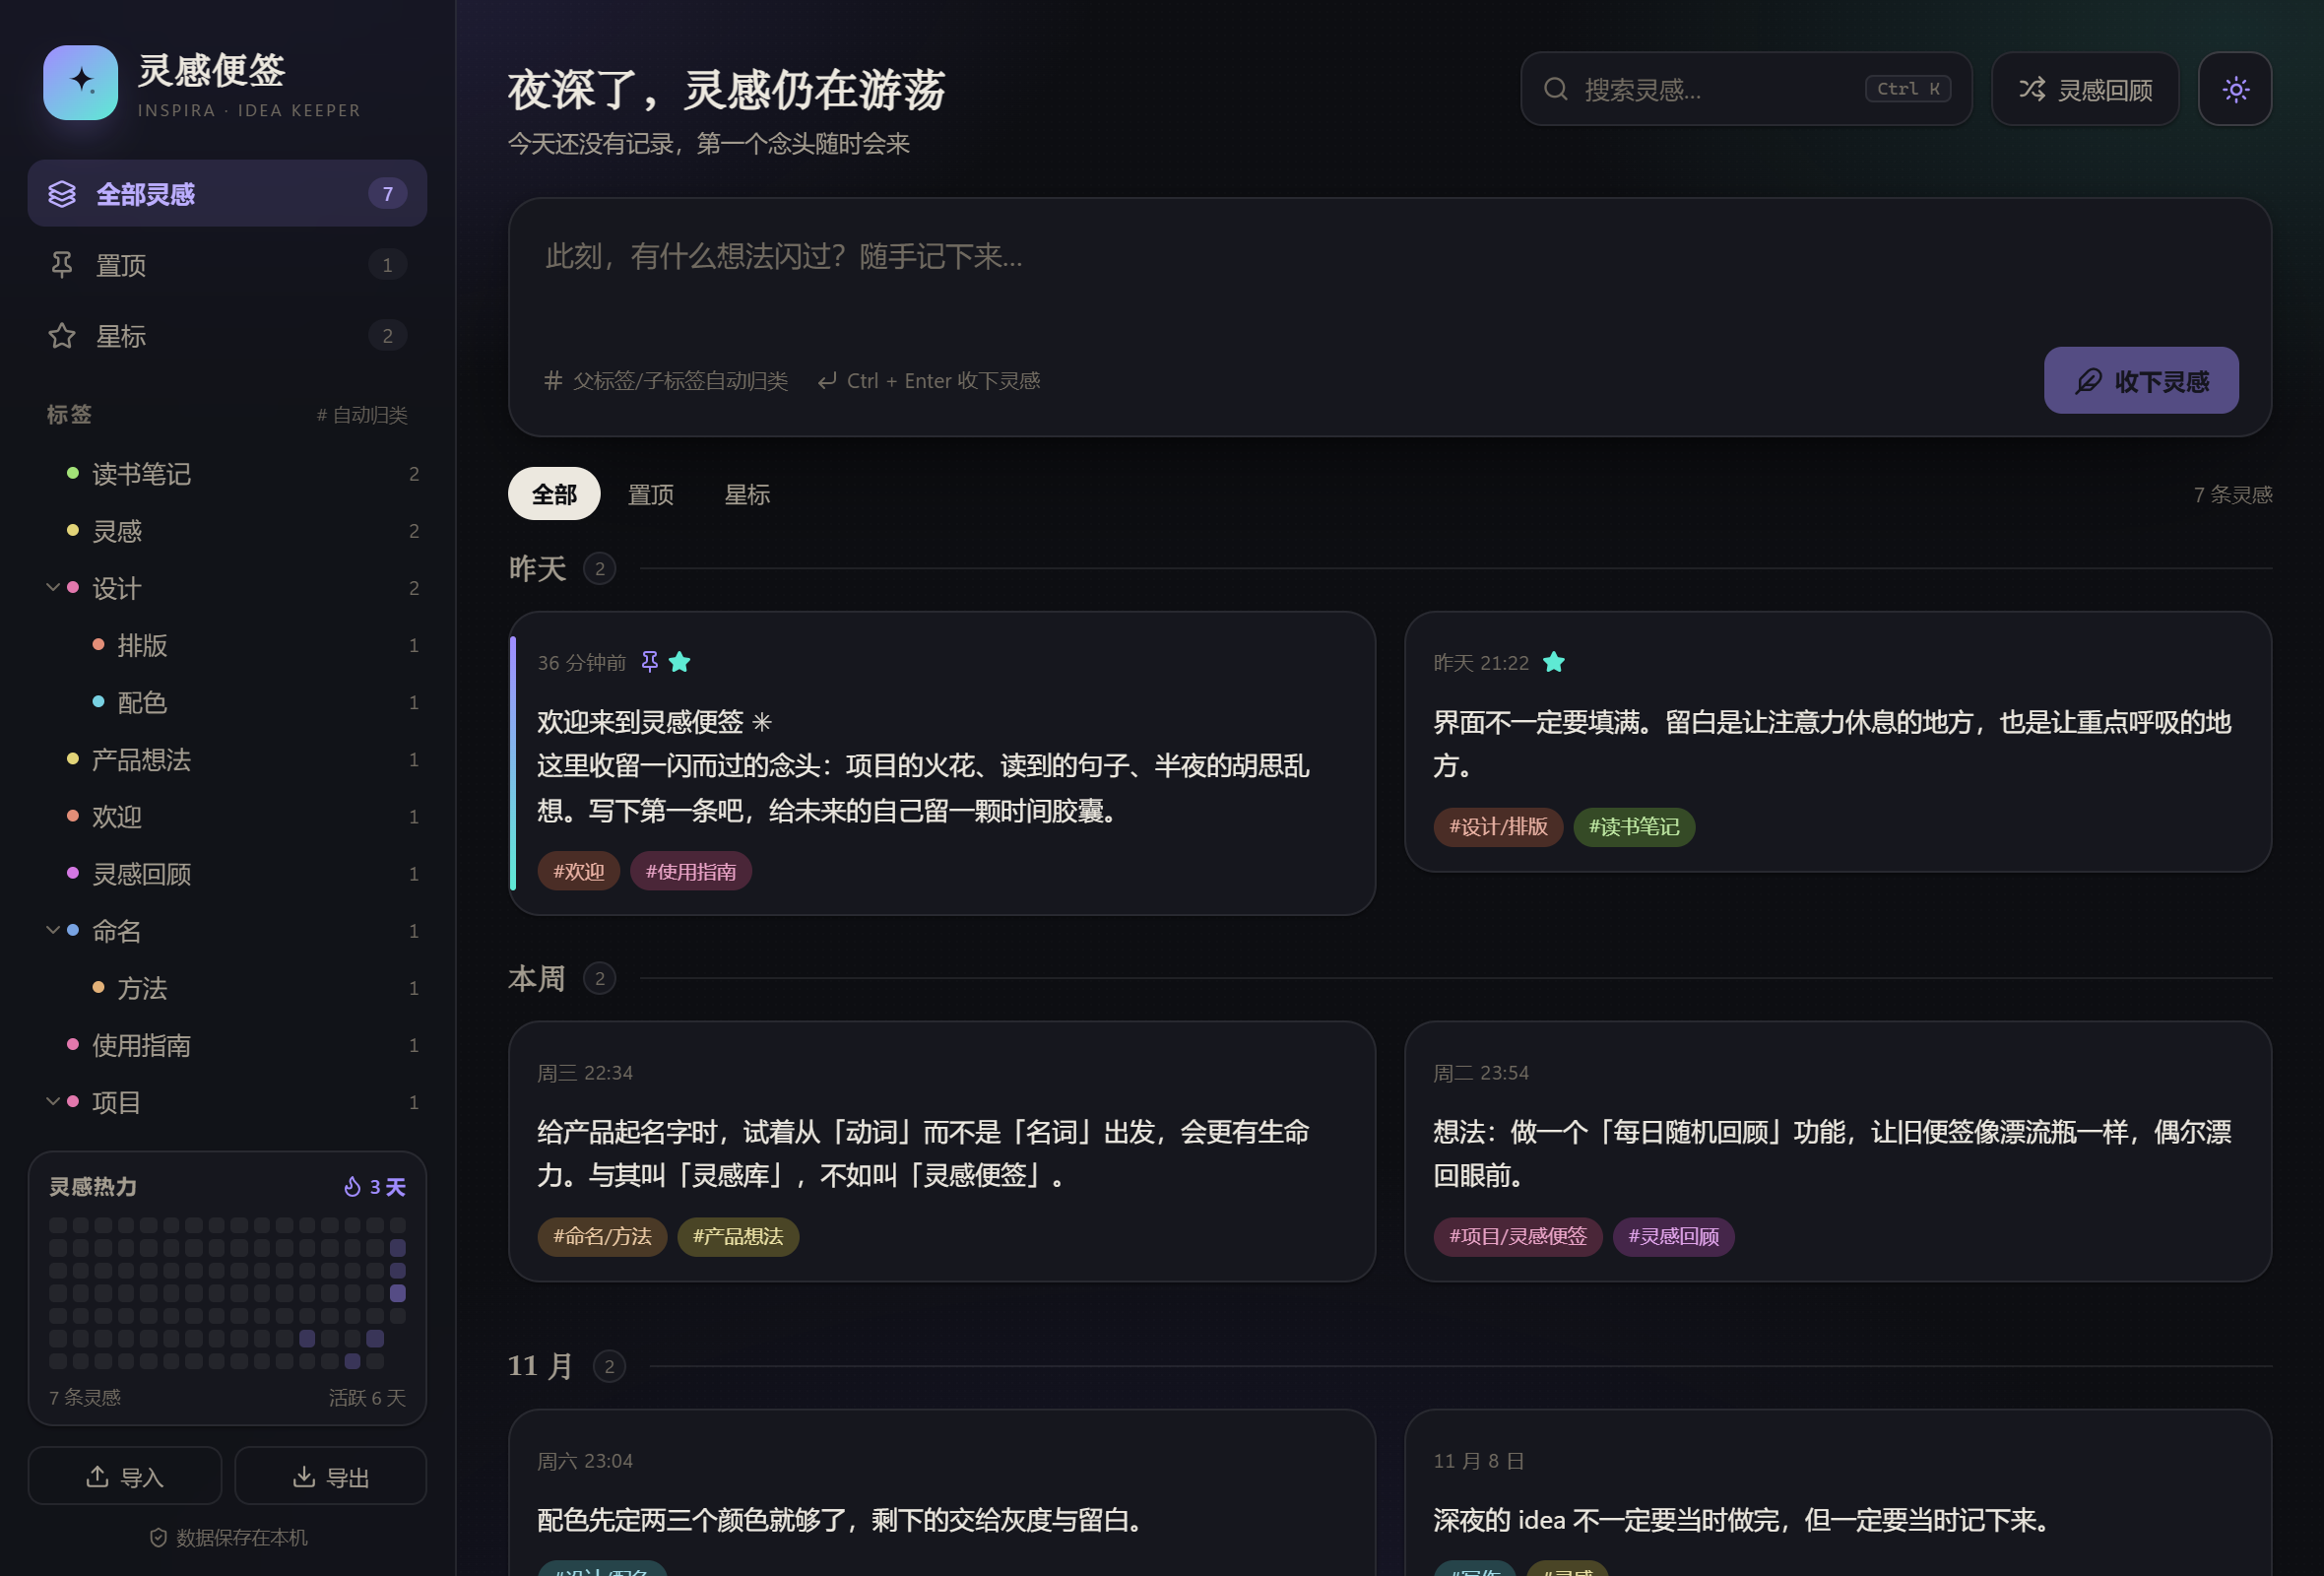 灵感便签
INSPIRA · IDEA KEEPER
全部灵感 7
置顶 1
星标 2
标签 # 自动归类
读书笔记 2
灵感 2
设计 2
排版 1
配色 1
产品想法 1
欢迎 1
灵感回顾 1
命名 1
方法 1
使用指南 1
项目 1
灵感热力 3 天
7 条灵感 活跃 6 天
导入 导出
数据保存在本机
夜深了，灵感仍在游荡
今天还没有记录，第一个念头随时会来
搜索灵感... Ctrl K
灵感回顾
此刻，有什么想法闪过？随手记下来...
# 父标签/子标签自动归类 Ctrl + Enter 收下灵感
收下灵感
全部 置顶 星标 7 条灵感
昨天 2
36 分钟前
欢迎来到灵感便签 ✳
这里收留一闪而过的念头：项目的火花、读到的句子、半夜的胡思乱
想。写下第一条吧，给未来的自己留一颗时间胶囊。
#欢迎 #使用指南
昨天 21:22
界面不一定要填满。留白是让注意力休息的地方，也是让重点呼吸的地
方。
#设计/排版 #读书笔记
本周 2
周三 22:34
给产品起名字时，试着从「动词」而不是「名词」出发，会更有生命
力。与其叫「灵感库」，不如叫「灵感便签」。
#命名/方法 #产品想法
周二 23:54
想法：做一个「每日随机回顾」功能，让旧便签像漂流瓶一样，偶尔漂
回眼前。
#项目/灵感便签 #灵感回顾
11 月 2
周六 23:04
配色先定两三个颜色就够了，剩下的交给灰度与留白。
#设计/配色
11 月 8 日
深夜的 idea 不一定要当时做完，但一定要当时记下来。
#写作 #灵感